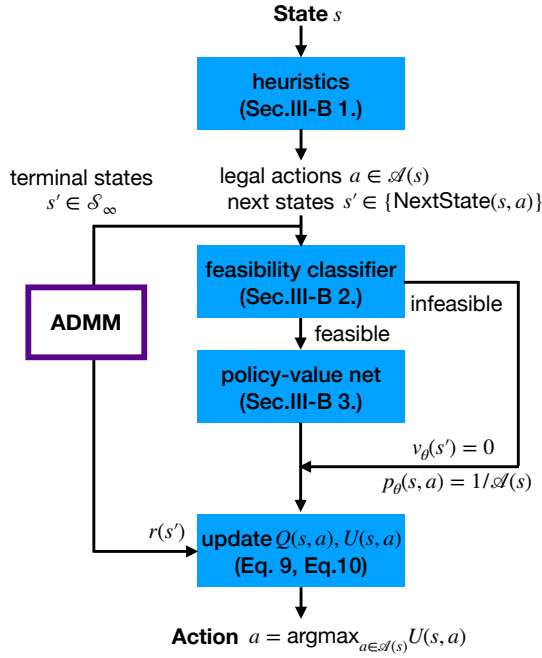 State s
heuristics
(Sec.III-B 1.)
legal actions a ∈ 𝒜(s)
next states s′ ∈ {NextState(s, a)}
terminal states
s′ ∈ 𝒮∞
feasibility classifier
(Sec.III-B 2.)
infeasible
feasible
ADMM
policy-value net
(Sec.III-B 3.)
vθ(s′) = 0
pθ(s, a) = 1/𝒜(s)
r(s′)
update Q(s, a), U(s, a)
(Eq. 9, Eq.10)
Action a = argmax a∈𝒜(s) U(s, a)